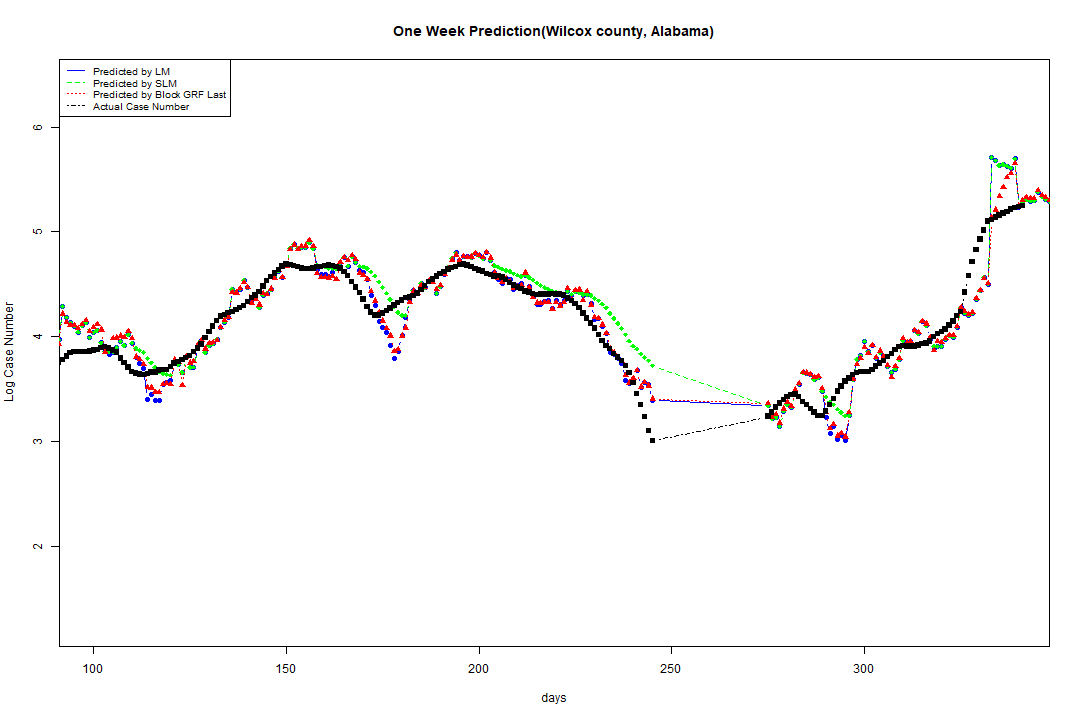 One Week Prediction(Wilcox county, Alabama)
Predicted by LM
Predicted by SLM
Predicted by Block GRF Last
Actual Case Number
6
5
4
3
2
Log Case Number
100 150 200 250 300
days